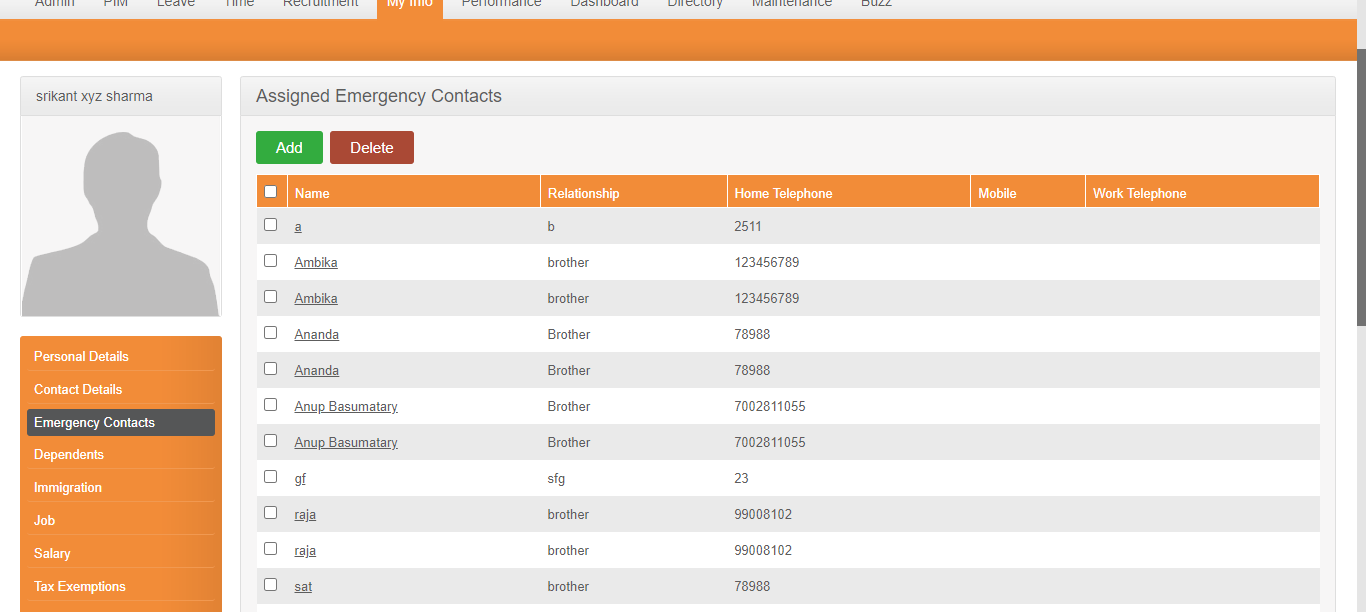 Admin PIM Leave Time Recruitment My Info Performance Dashboard Directory Maintenance Buzz
srikant xyz sharma
Assigned Emergency Contacts
Add Delete
Name Relationship Home Telephone Mobile Work Telephone
a b 2511
Ambika brother 123456789
Ambika brother 123456789
Ananda Brother 78988
Ananda Brother 78988
Anup Basumatary Brother 7002811055
Anup Basumatary Brother 7002811055
gf sfg 23
raja brother 99008102
raja brother 99008102
sat brother 78988
Personal Details
Contact Details
Emergency Contacts
Dependents
Immigration
Job
Salary
Tax Exemptions